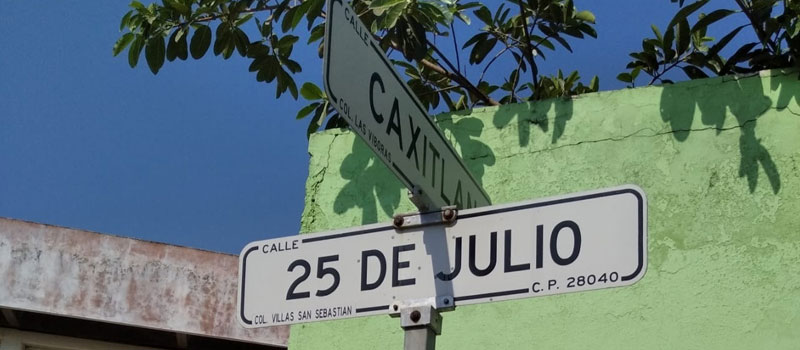 CALLE
CAXITLAN
COL. LAS VIBORAS
CALLE
25 DE JULIO
COL. VILLAS SAN SEBASTIAN
C.P. 28040